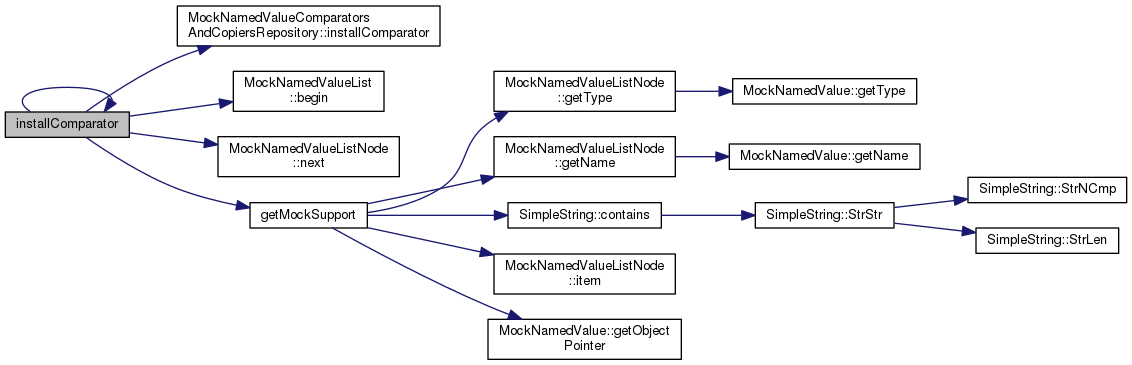 MockNamedValueComparators
AndCopiersRepository::installComparator
MockNamedValueList
::begin
installComparator
MockNamedValueListNode
::next
getMockSupport
MockNamedValueListNode
::getType
MockNamedValueListNode
::getName
SimpleString::contains
MockNamedValueListNode
::item
MockNamedValue::getObject
Pointer
MockNamedValue::getType
MockNamedValue::getName
SimpleString::StrStr
SimpleString::StrNCmp
SimpleString::StrLen